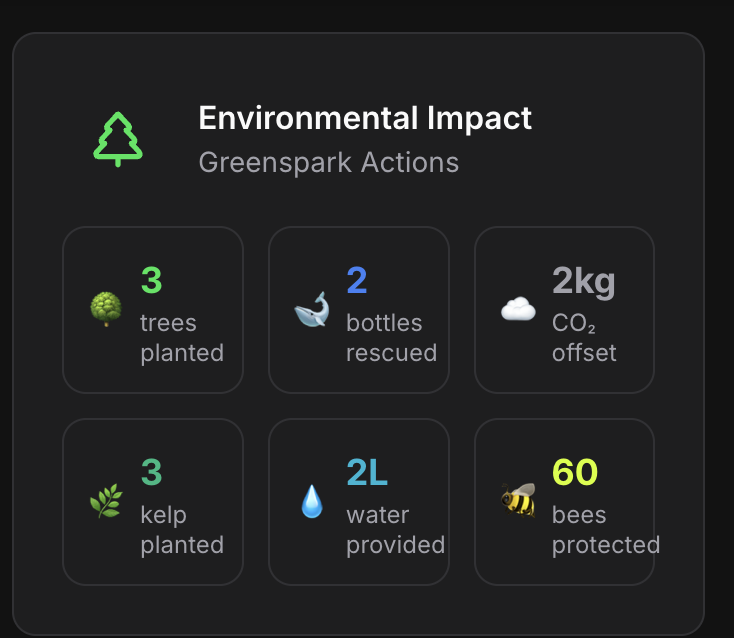 Environmental Impact
Greenspark Actions
3
trees
planted
2
bottles
rescued
2kg
CO₂
offset
3
kelp
planted
2L
water
provided
60
bees
protected